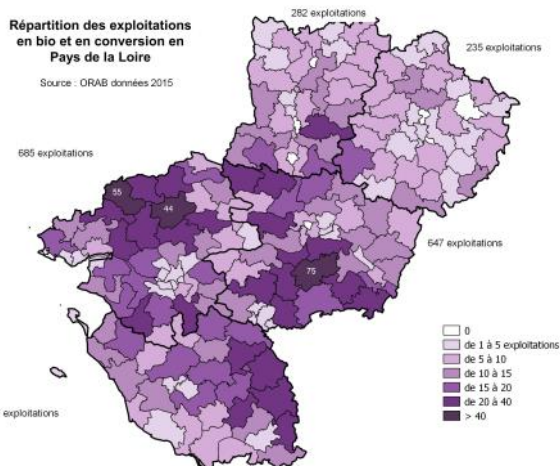 282 exploitations
Répartition des exploitations
en bio et en conversion en
Pays de la Loire
235 exploitations
Source : ORAB données 2015
685 exploitations
55
44
647 exploitations
75
0
de 1 à 5 exploitations
de 5 à 10
de 10 à 15
de 15 à 20
de 20 à 40
> 40
exploitations